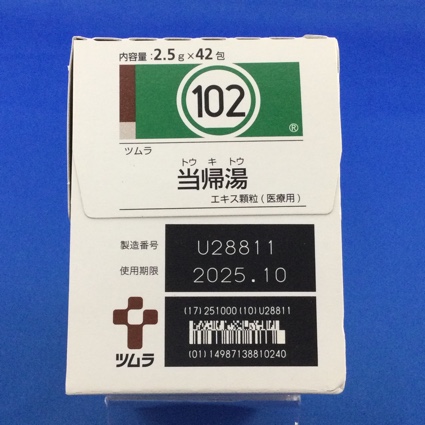 内容量：2.5g×42包
102
®
ツムラ
トウ キ トウ
当帰湯
エキス顆粒(医療用)
製造番号 U28811
使用期限 2025.10
(17)251000(10)U28811
(01)14987138810240
ツムラ